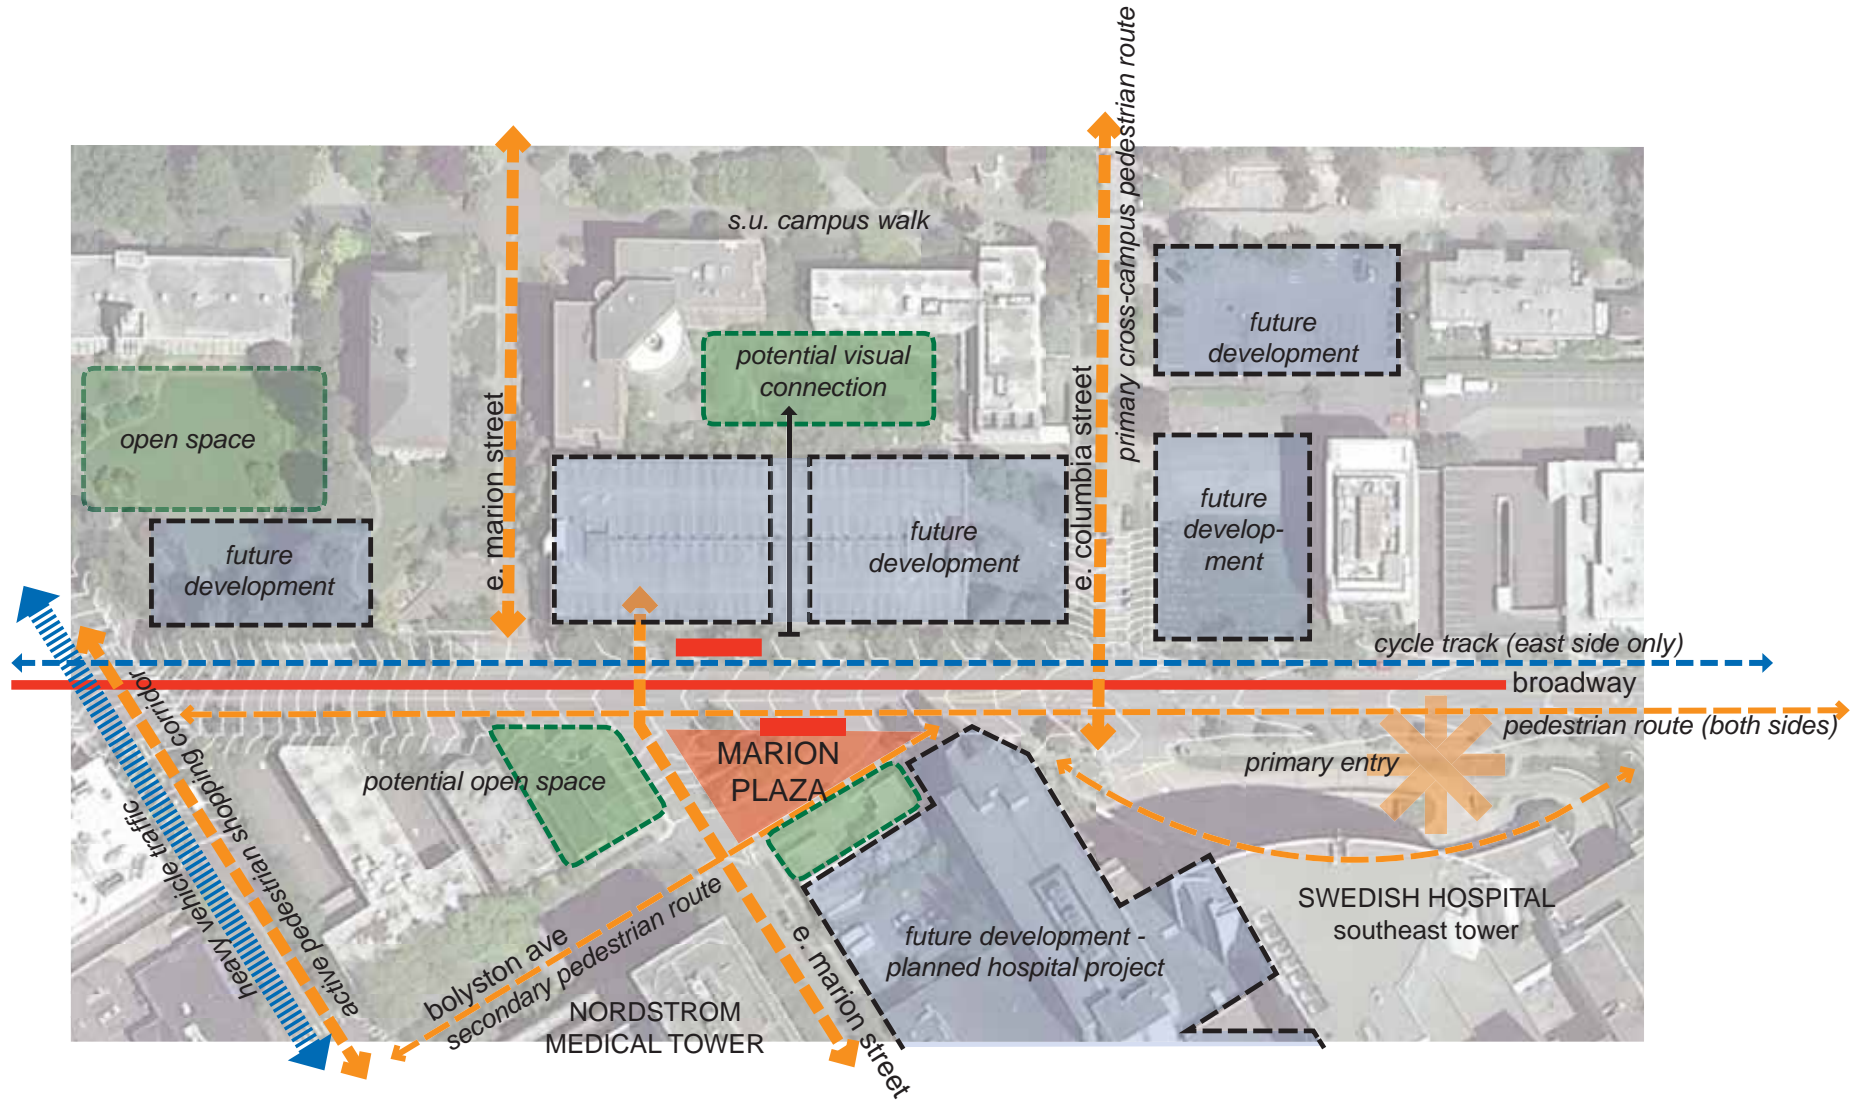 primary cross-campus pedestrian route
s.u. campus walk
future
development
potential visual
connection
open space
e. marion street
e. columbia street
future
develop-
ment
future
development
future
development
cycle track (east side only)
broadway
pedestrian route (both sides)
MARION
PLAZA
primary entry
potential open space
active pedestrian shopping corridor
heavy vehicle traffic
SWEDISH HOSPITAL
southeast tower
future development -
planned hospital project
e. marion street
bolyston ave
secondary pedestrian route
NORDSTROM
MEDICAL TOWER